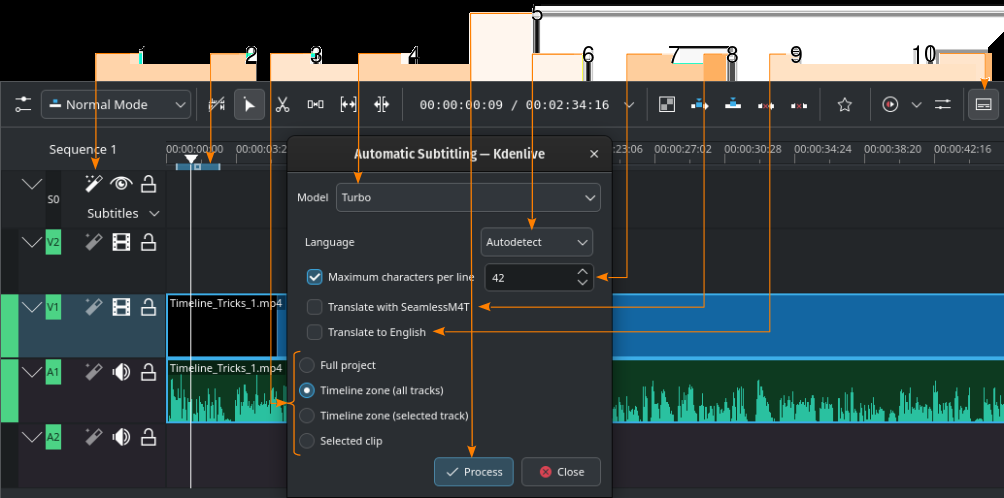 1 2 3 4 6 7 8 9 10
Normal Mode 00:00:00:09 / 00:02:34:16
Sequence 1 00:00:00:00 00:00:03:2 23:06 00:00:27:02 00:00:30:28 00:00:34:24 00:00:38:20 00:00:42:16
Automatic Subtitling — Kdenlive
S0
Subtitles
Model Turbo
V2
Language Autodetect
Maximum characters per line 42
V1 Timeline_Tricks_1.mp4
Translate with SeamlessM4T
Translate to English
A1 Timeline_Tricks_1.mp4
Full project
Timeline zone (all tracks)
Timeline zone (selected track)
A2
Selected clip
Process Close